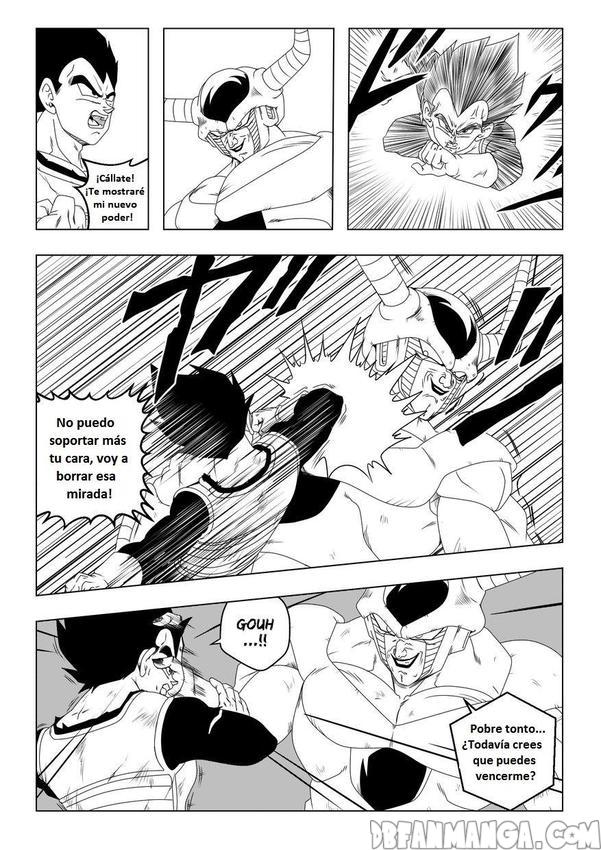 ¡Cállate!
¡Te mostraré
mi nuevo
poder!
No puedo
soportar más
tu cara, voy a
borrar esa
mirada!
GOUH
...!!
Pobre tonto...
¿Todavía crees
que puedes
vencerme?
DBFANMANGA.COM